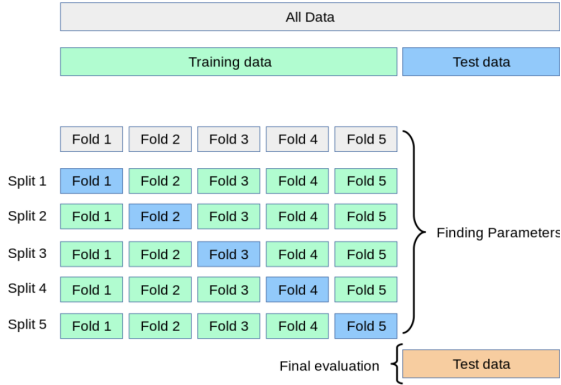 All Data
Training data Test data
Fold 1 Fold 2 Fold 3 Fold 4 Fold 5
Split 1 Fold 1 Fold 2 Fold 3 Fold 4 Fold 5
Split 2 Fold 1 Fold 2 Fold 3 Fold 4 Fold 5
Finding Parameters
Split 3 Fold 1 Fold 2 Fold 3 Fold 4 Fold 5
Split 4 Fold 1 Fold 2 Fold 3 Fold 4 Fold 5
Split 5 Fold 1 Fold 2 Fold 3 Fold 4 Fold 5
Final evaluation Test data